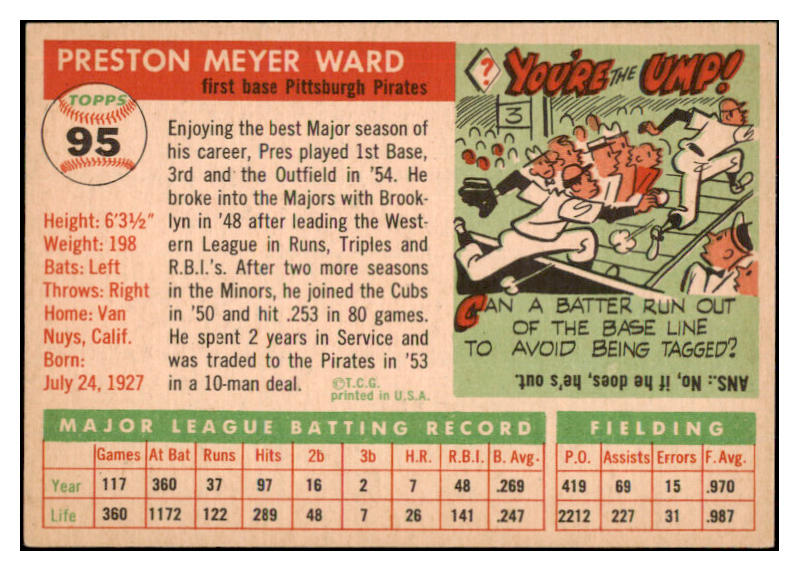 PRESTON MEYER WARD
first base Pittsburgh Pirates
TOPPS
95
Height: 6'3½"
Weight: 198
Bats: Left
Throws: Right
Home: Van
Nuys, Calif.
Born:
July 24, 1927
Enjoying the best Major season of
his career, Pres played 1st Base,
3rd and the Outfield in '54. He
broke into the Majors with Brook-
lyn in '48 after leading the West-
ern League in Runs, Triples and
R.B.I.'s. After two more seasons
in the Minors, he joined the Cubs
in '50 and hit .253 in 80 games.
He spent 2 years in Service and
was traded to the Pirates in '53
in a 10-man deal.
©T.C.G.
printed in U.S.A.
? YOU'RE THE UMP!
3
CAN A BATTER RUN OUT
OF THE BASE LINE
TO AVOID BEING TAGGED?
ANS.: No, if he does, he's out.
MAJOR LEAGUE BATTING RECORD
Games At Bat Runs Hits 2b 3b H.R. R.B.I. B. Avg.
Year 117 360 37 97 16 2 7 48 .269
Life 360 1172 122 289 48 7 26 141 .247
FIELDING
P.O. Assists Errors F. Avg.
419 69 15 .970
2212 227 31 .987